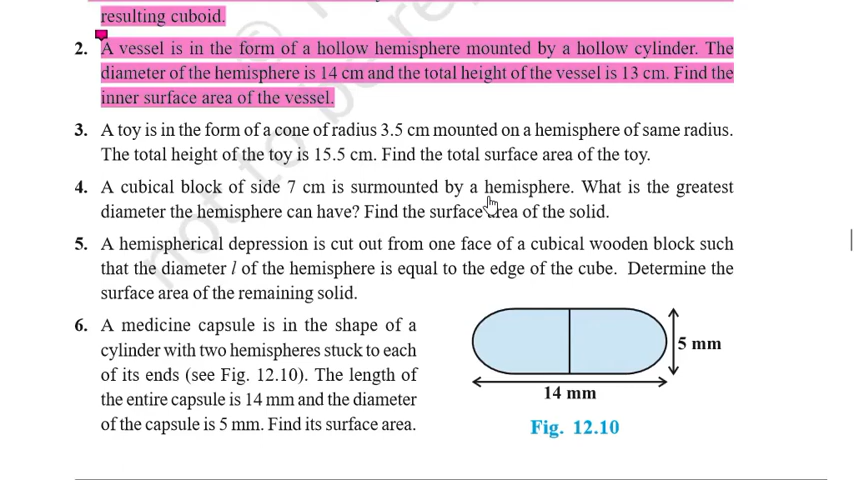 resulting cuboid.
2. A vessel is in the form of a hollow hemisphere mounted by a hollow cylinder. The
diameter of the hemisphere is 14 cm and the total height of the vessel is 13 cm. Find the
inner surface area of the vessel.
3. A toy is in the form of a cone of radius 3.5 cm mounted on a hemisphere of same radius.
The total height of the toy is 15.5 cm. Find the total surface area of the toy.
4. A cubical block of side 7 cm is surmounted by a hemisphere. What is the greatest
diameter the hemisphere can have? Find the surface area of the solid.
5. A hemispherical depression is cut out from one face of a cubical wooden block such
that the diameter l of the hemisphere is equal to the edge of the cube. Determine the
surface area of the remaining solid.
6. A medicine capsule is in the shape of a
cylinder with two hemispheres stuck to each
of its ends (see Fig. 12.10). The length of
the entire capsule is 14 mm and the diameter
of the capsule is 5 mm. Find its surface area.
5 mm
14 mm
Fig. 12.10